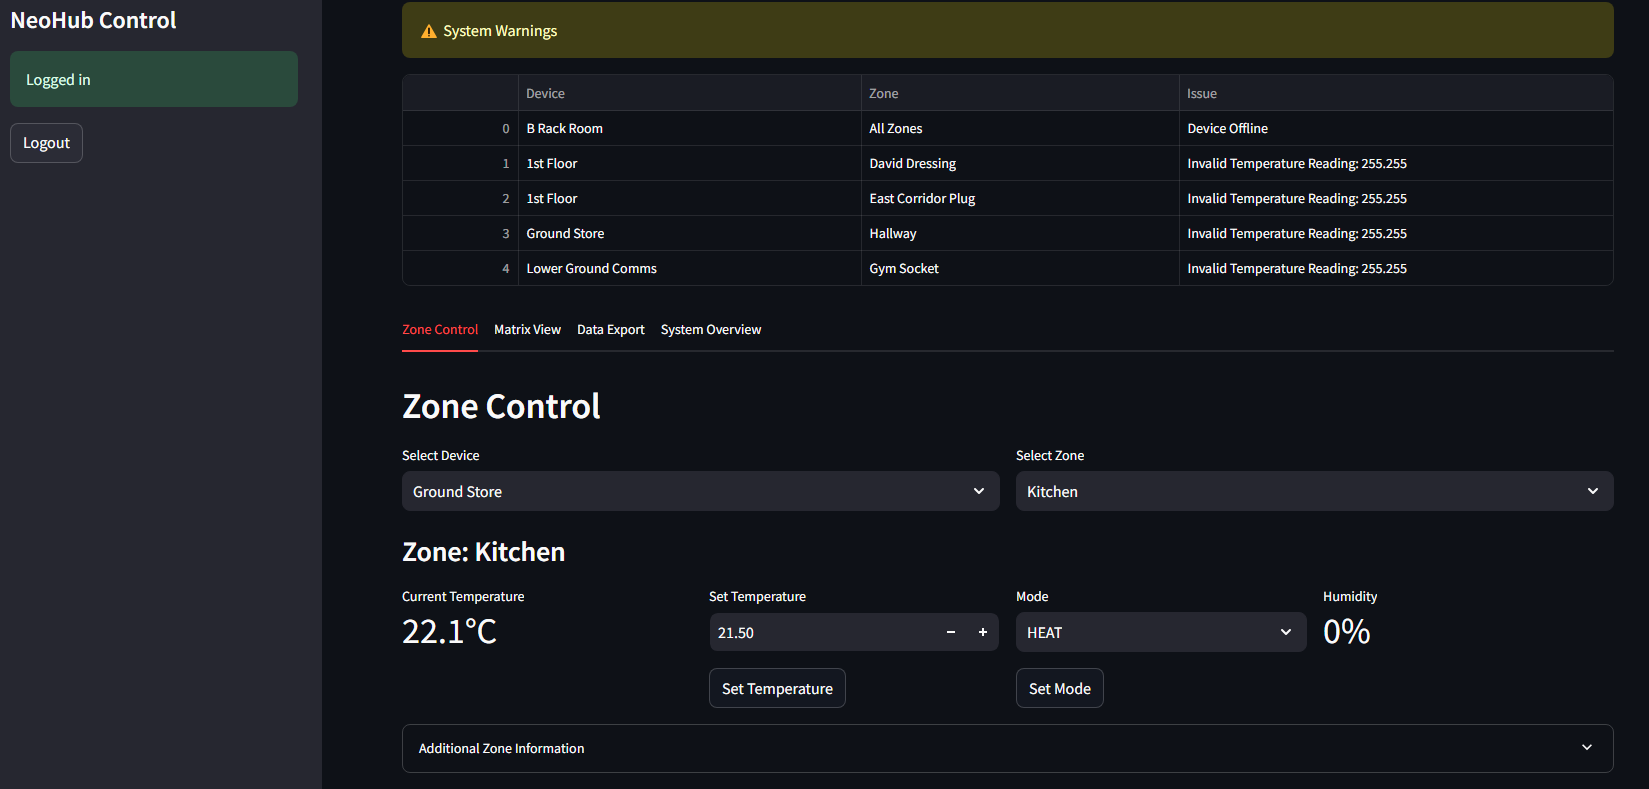 NeoHub Control
Logged in
Logout
System Warnings
Device Zone Issue
0 B Rack Room All Zones Device Offline
1 1st Floor David Dressing Invalid Temperature Reading: 255.255
2 1st Floor East Corridor Plug Invalid Temperature Reading: 255.255
3 Ground Store Hallway Invalid Temperature Reading: 255.255
4 Lower Ground Comms Gym Socket Invalid Temperature Reading: 255.255
Zone Control Matrix View Data Export System Overview
Zone Control
Select Device Select Zone
Ground Store Kitchen
Zone: Kitchen
Current Temperature Set Temperature Mode Humidity
22.1°C 21.50 − + HEAT 0%
Set Temperature Set Mode
Additional Zone Information